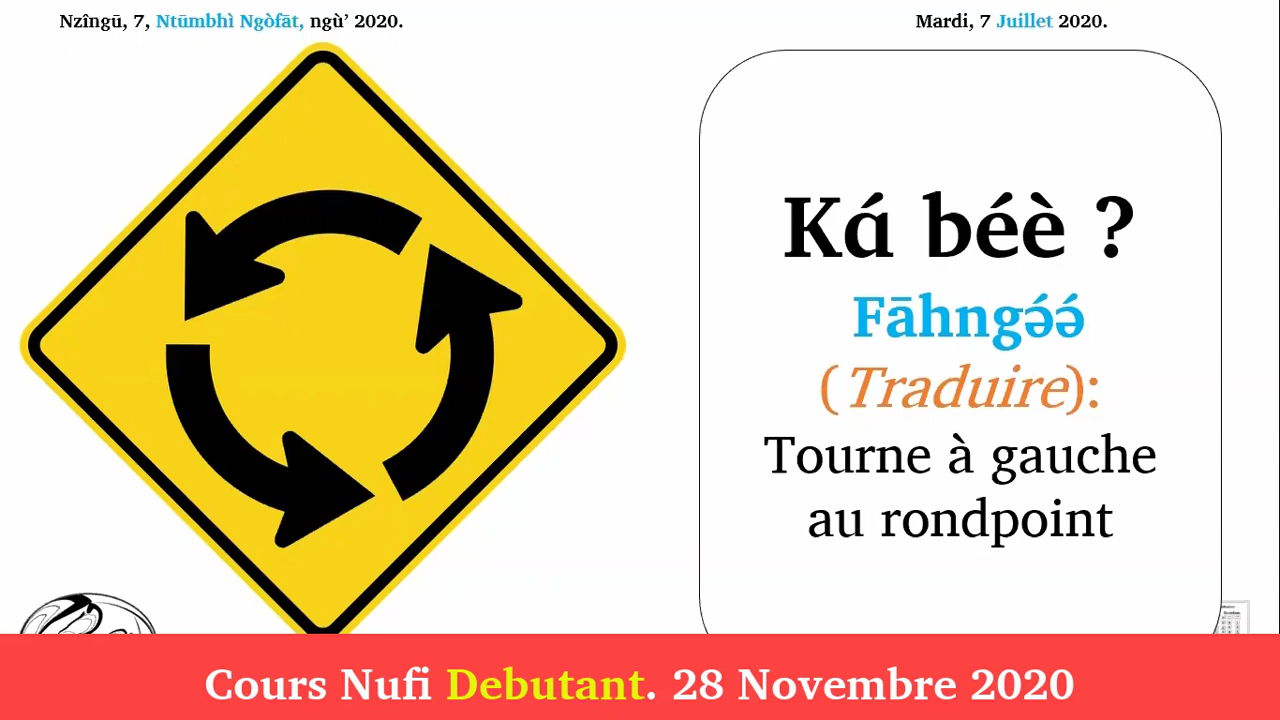 Nzîngū, 7, Ntūmbhì Ngòfāt, ngù’ 2020.
Mardi, 7 Juillet 2020.
Ká béè ?
Fāhngə́ə́
(Traduire):
Tourne à gauche
au rondpoint
Cours Nufi Debutant. 28 Novembre 2020